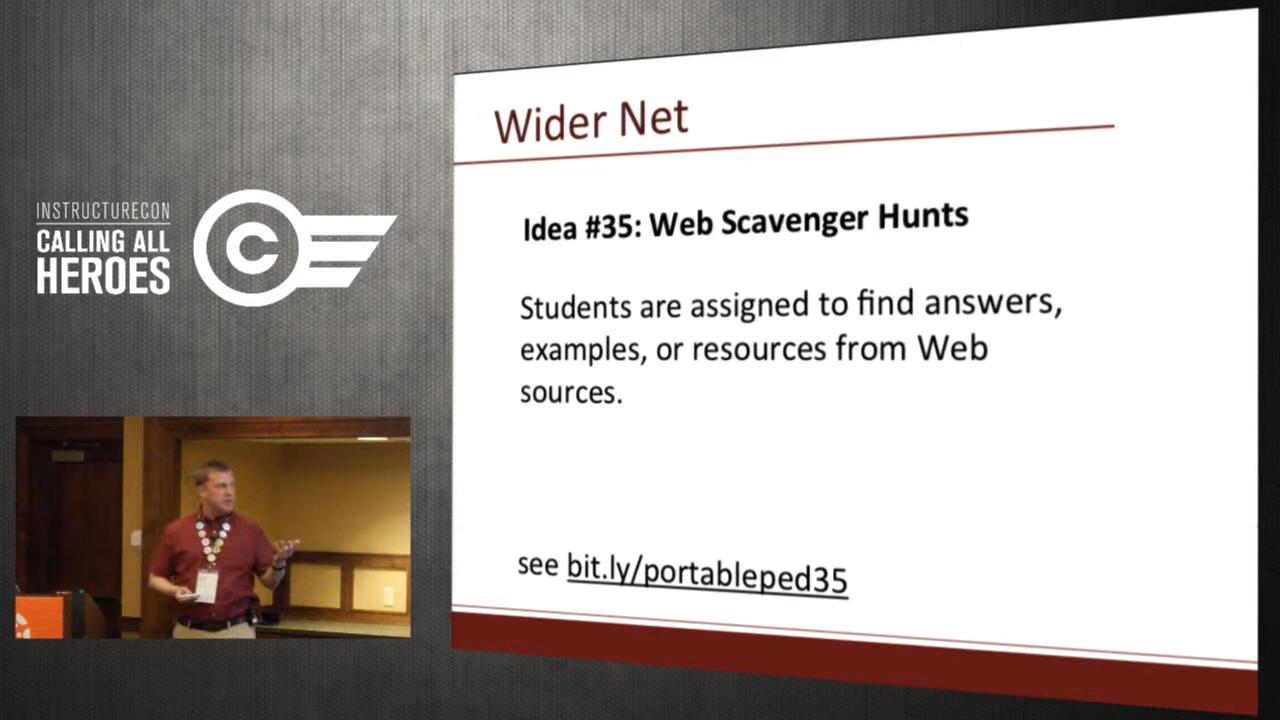 INSTRUCTURECON
CALLING ALL
HEROES
Wider Net
Idea #35: Web Scavenger Hunts
Students are assigned to find answers,
examples, or resources from Web
sources.
see bit.ly/portableped35